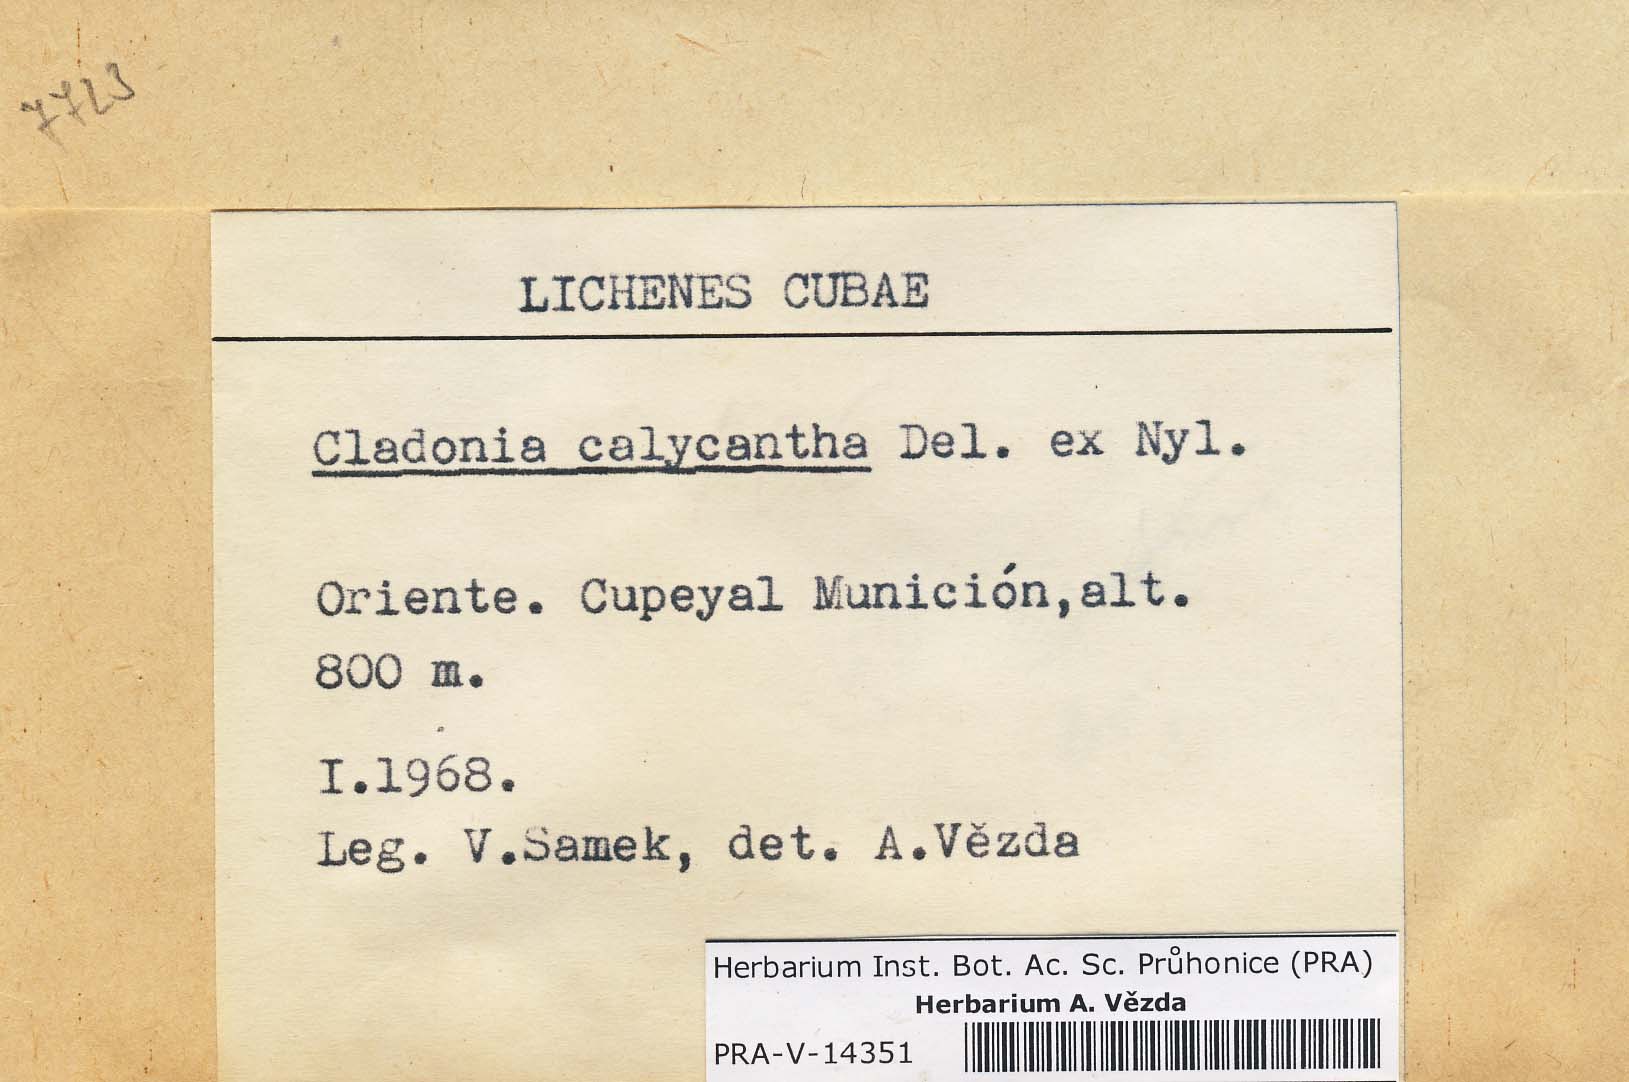 7723
LICHENES CUBAE
Cladonia calycantha Del. ex Nyl.
Oriente. Cupeyal Munición,alt.
800 m.
I.1968.
Leg. V.Samek, det. A.Vězda
Herbarium Inst. Bot. Ac. Sc. Průhonice (PRA)
Herbarium A. Vězda
PRA-V-14351